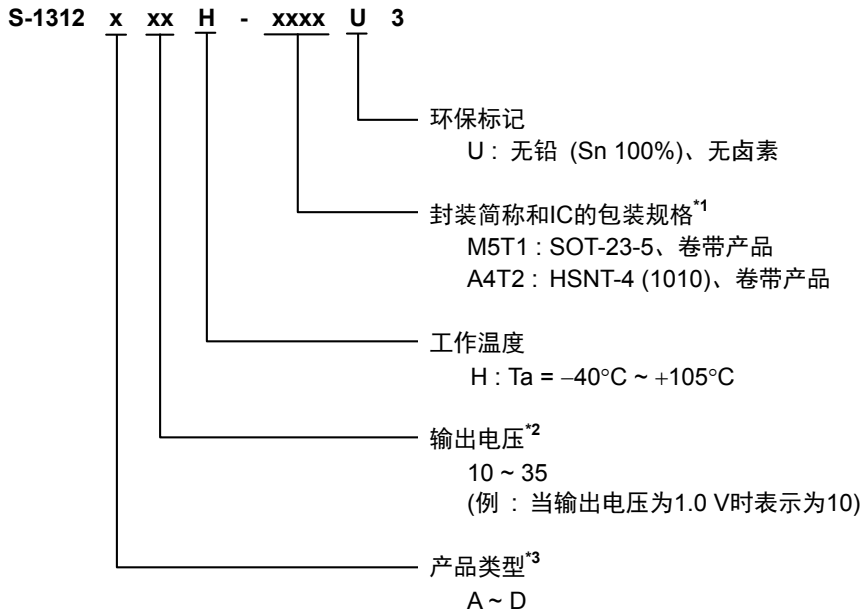 S-1312 x xx H - xxxx U 3
环保标记
U : 无铅 (Sn 100%)、无卤素
封装简称和IC的包装规格*1
M5T1 : SOT-23-5、卷带产品
A4T2 : HSNT-4 (1010)、卷带产品
工作温度
H : Ta = −40°C ~ +105°C
输出电压*2
10 ~ 35
(例 : 当输出电压为1.0 V时表示为10)
产品类型*3
A ~ D